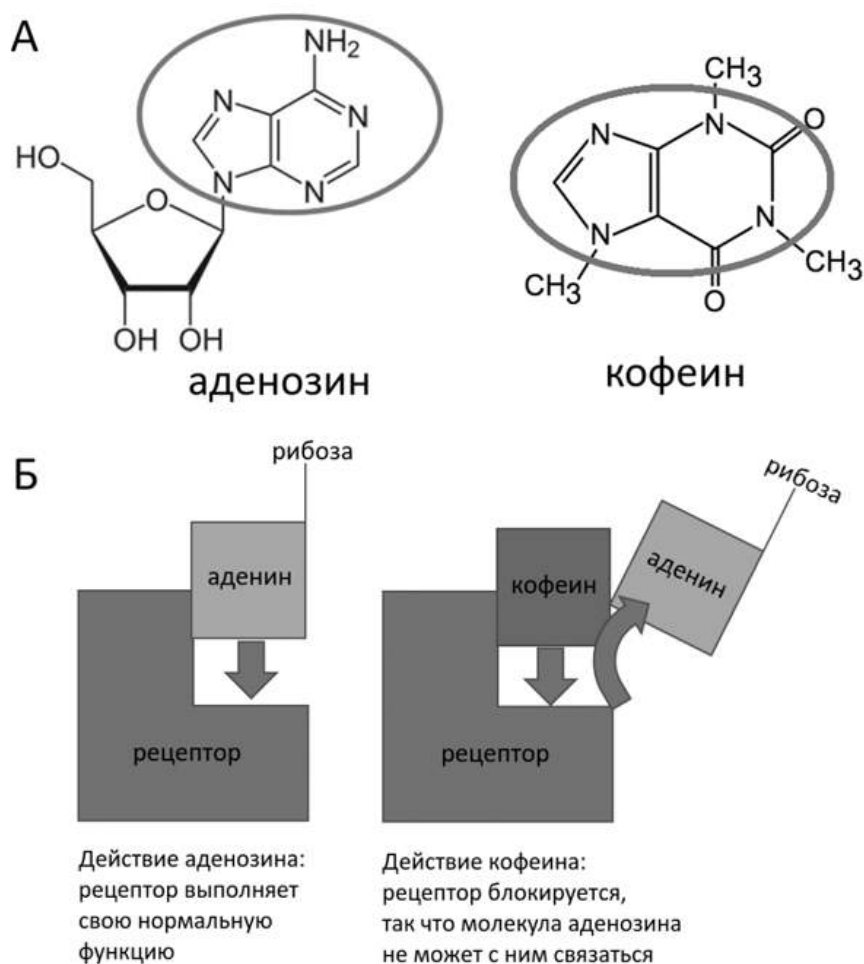 А
NH₂
N
N
N
N
HO
O
OH
OH
аденозин
CH3
N
N
O
N
N
CH3
CH3
O
кофеин
Б
рибоза
аденин
рецептор
Действие аденозина:
рецептор выполняет
свою нормальную
функцию
рибоза
кофеин
аденин
рецептор
Действие кофеина:
рецептор блокируется,
так что молекула аденозина
не может с ним связаться